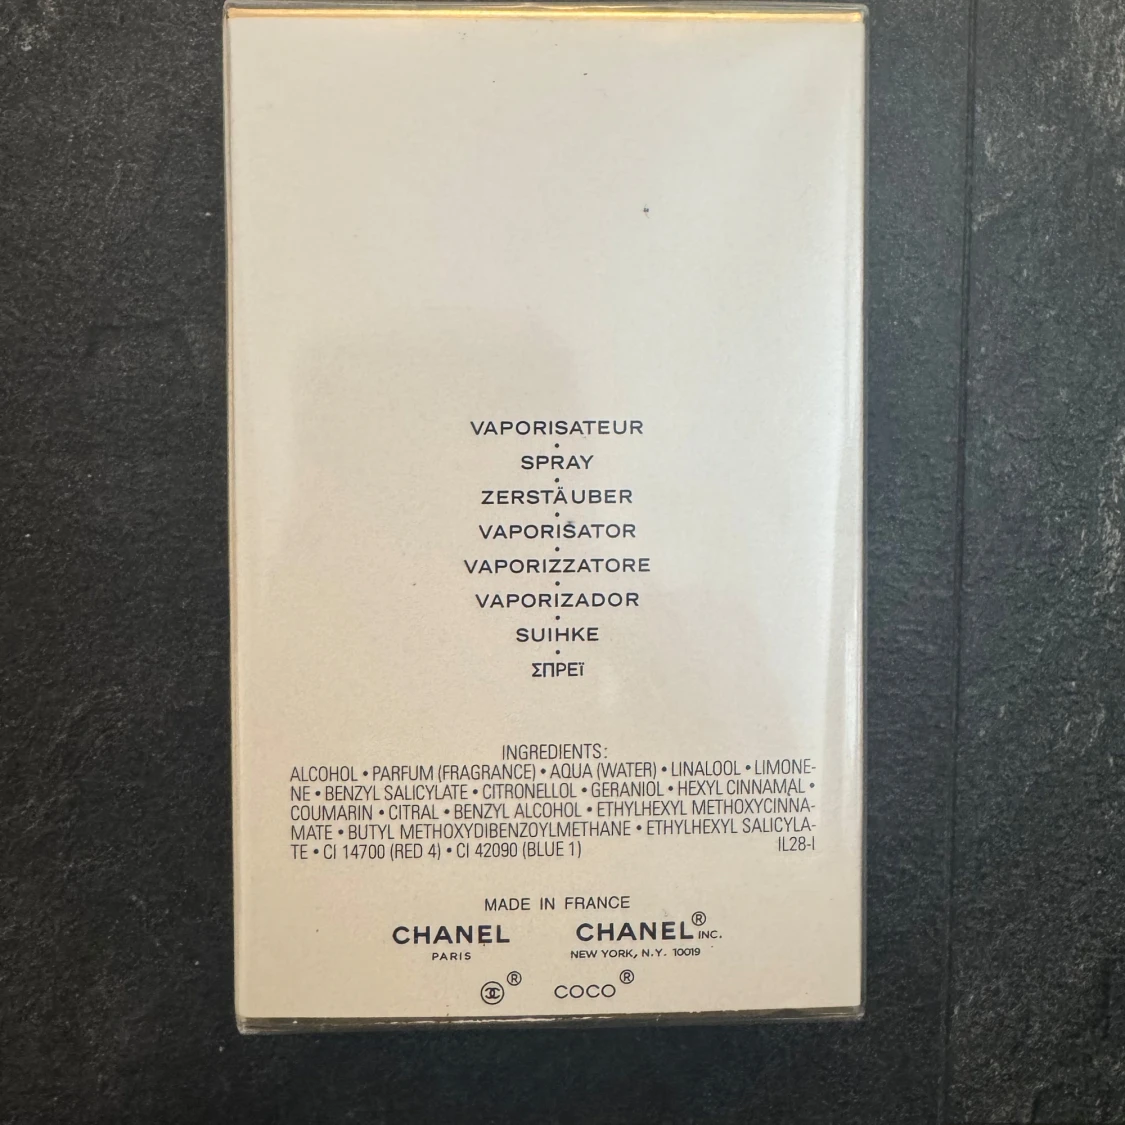 VAPORISATEUR
•
SPRAY
•
ZERSTÄUBER
•
VAPORISATOR
•
VAPORIZZATORE
•
VAPORIZADOR
•
SUIHKE
•
ΣΠΡΕΪ
INGREDIENTS:
ALCOHOL • PARFUM (FRAGRANCE) • AQUA (WATER) • LINALOOL • LIMONE-
NE • BENZYL SALICYLATE • CITRONELLOL • GERANIOL • HEXYL CINNAMAL •
COUMARIN • CITRAL • BENZYL ALCOHOL • ETHYLHEXYL METHOXYCINNA-
MATE • BUTYL METHOXYDIBENZOYLMETHANE • ETHYLHEXYL SALICYLA-
TE • CI 14700 (RED 4) • CI 42090 (BLUE 1) IL28-I
MADE IN FRANCE
CHANEL CHANEL® INC.
PARIS NEW YORK, N.Y. 10019
® COCO®